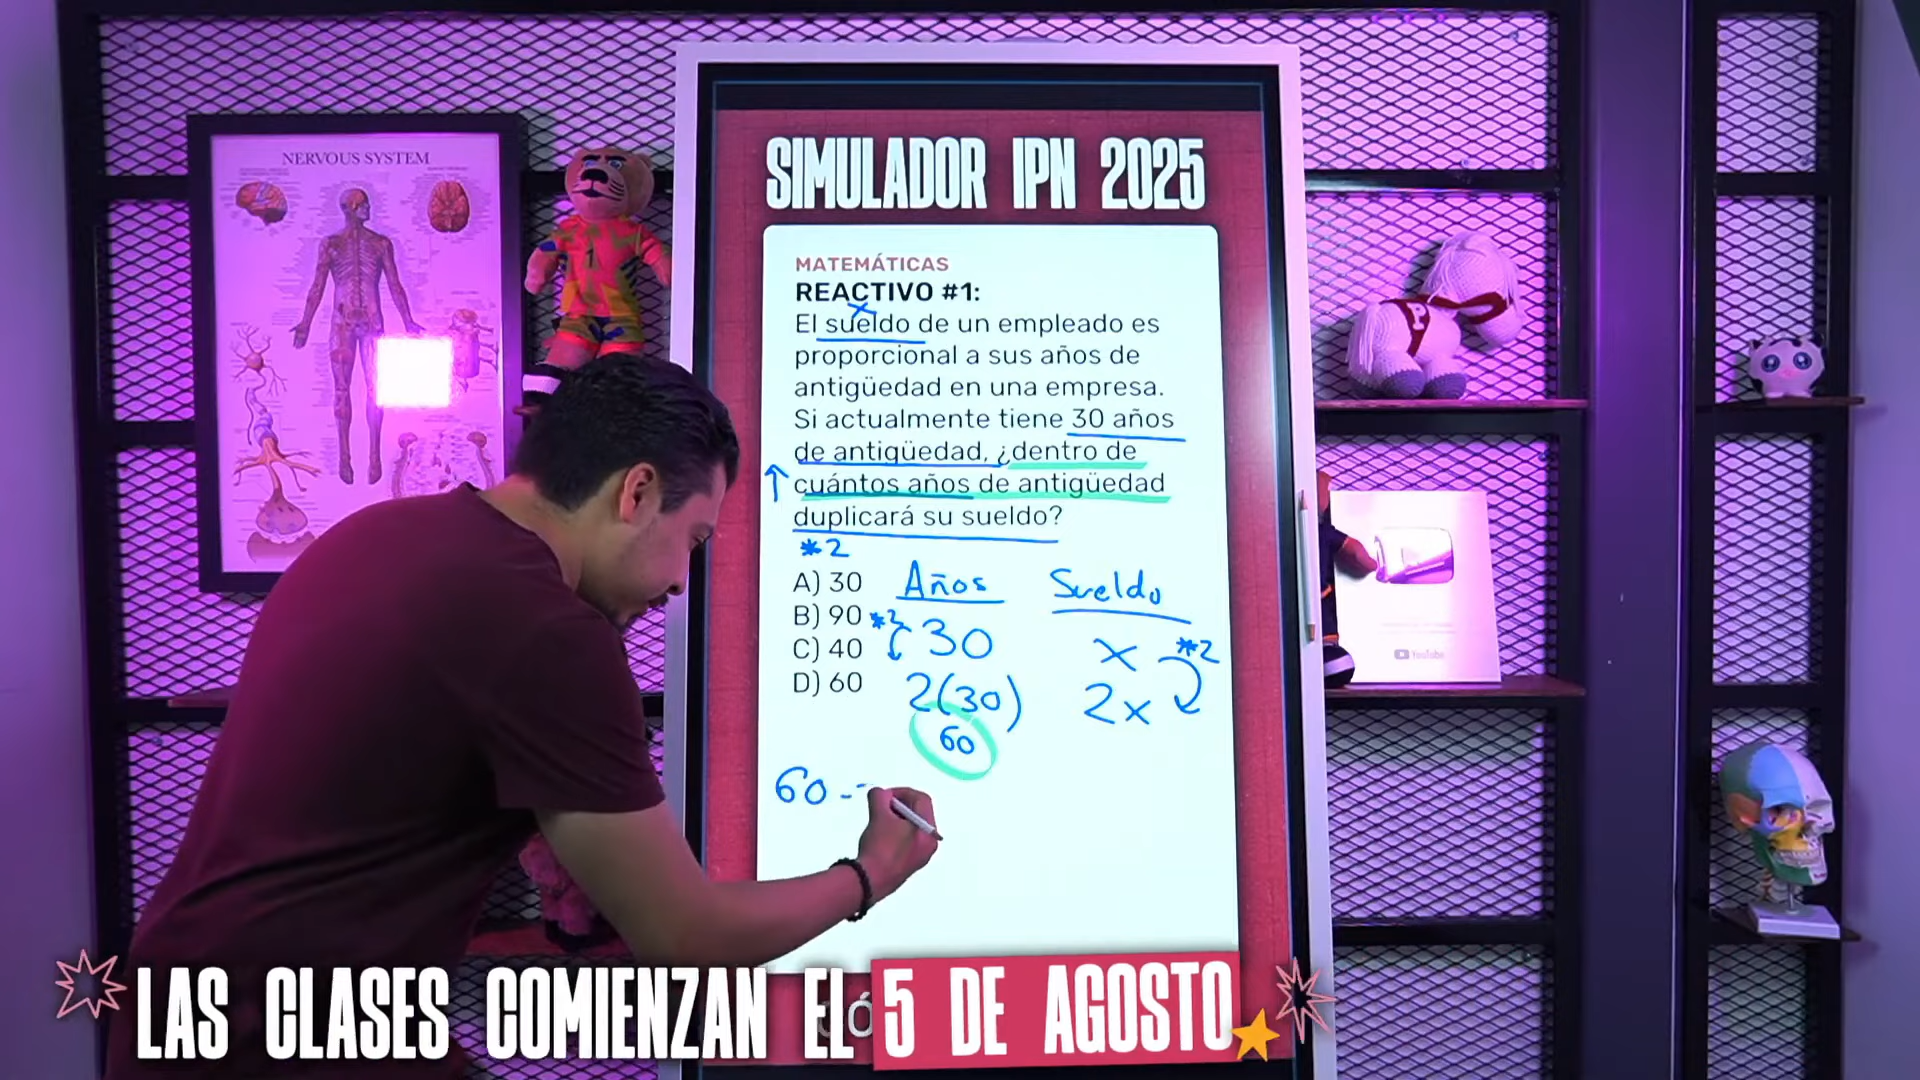 NERVOUS SYSTEM
SIMULADOR IPN 2025
MATEMÁTICAS
REACTIVO #1:
x
El sueldo de un empleado es
proporcional a sus años de
antigüedad en una empresa.
Si actualmente tiene 30 años
de antigüedad, ¿dentro de
cuántos años de antigüedad
duplicará su sueldo?
*2
A) 30
B) 90
C) 40
D) 60
Años
*2
30
2(30)
60
Sueldo
x *2
2x
60 -
P
YouTube
LAS CLASES COMIENZAN EL 5 DE AGOSTO